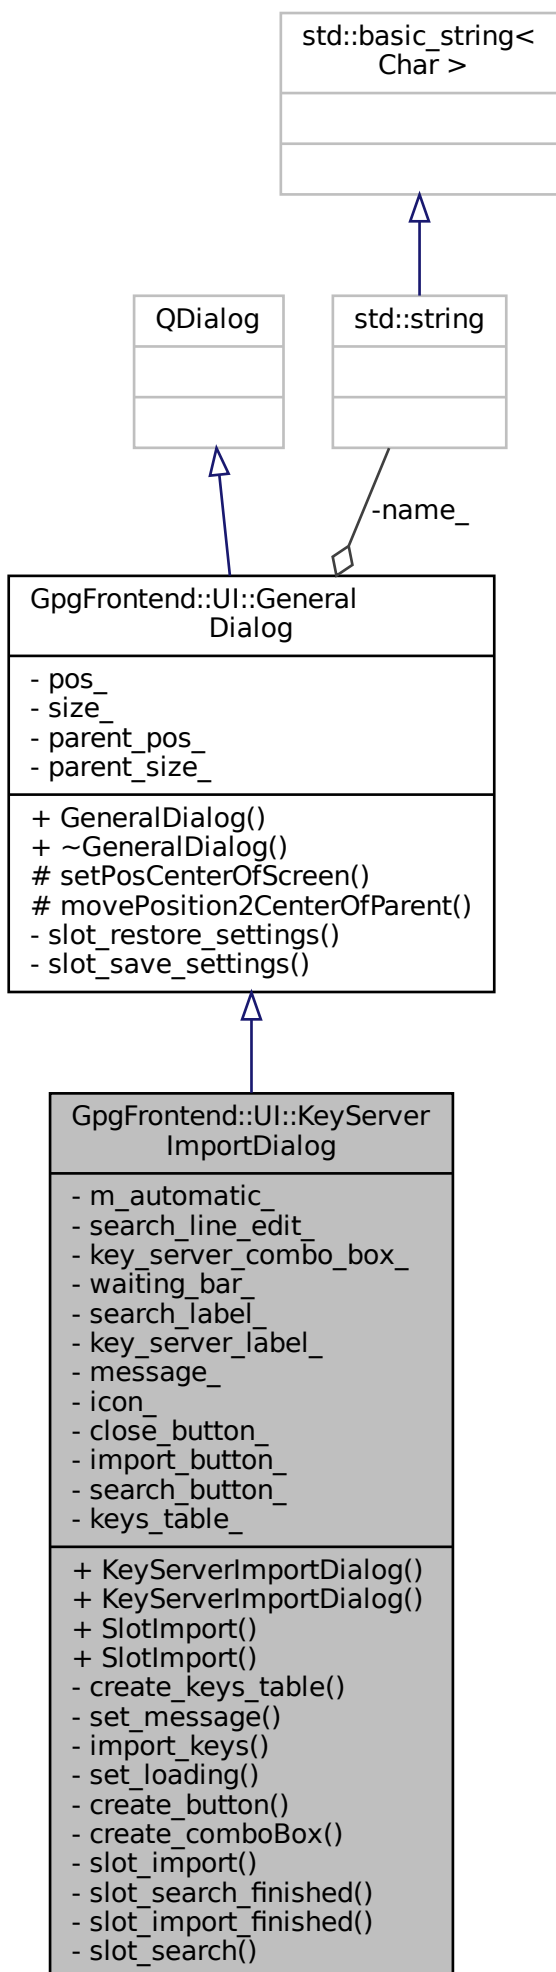 std::basic_string<
Char >
QDialog
std::string
-name_
GpgFrontend::UI::General
Dialog
- pos_
- size_
- parent_pos_
- parent_size_
+ GeneralDialog()
+ ~GeneralDialog()
# setPosCenterOfScreen()
# movePosition2CenterOfParent()
- slot_restore_settings()
- slot_save_settings()
GpgFrontend::UI::KeyServer
ImportDialog
- m_automatic_
- search_line_edit_
- key_server_combo_box_
- waiting_bar_
- search_label_
- key_server_label_
- message_
- icon_
- close_button_
- import_button_
- search_button_
- keys_table_
+ KeyServerImportDialog()
+ KeyServerImportDialog()
+ SlotImport()
+ SlotImport()
- create_keys_table()
- set_message()
- import_keys()
- set_loading()
- create_button()
- create_comboBox()
- slot_import()
- slot_search_finished()
- slot_import_finished()
- slot_search()